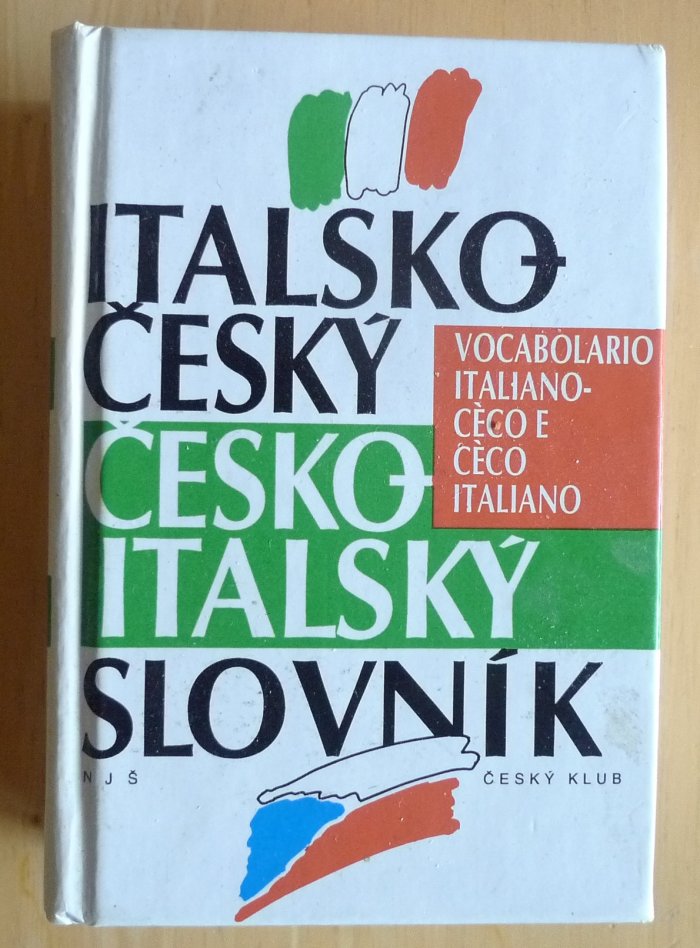 ITALSKO-
ČESKÝ
VOCABOLARIO
ITALIANO-
CÈCO E
ČESKO-
CÈCO
ITALIANO
ITALSKÝ
SLOVNÍK
N J Š
ČESKÝ KLUB